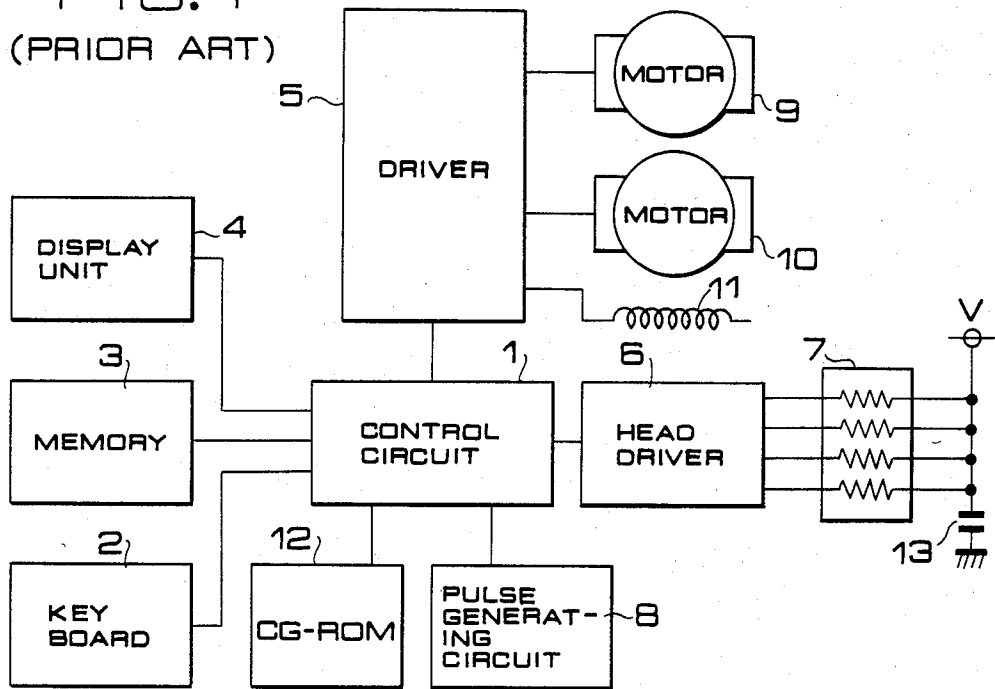 (PRIOR ART)
5
DRIVER
MOTOR
9
MOTOR
10
11
DISPLAY
UNIT
4
3
MEMORY
1
CONTROL
CIRCUIT
6
HEAD
DRIVER
7
V
13
2
KEY
BOARD
12
CG-ROM
PULSE
GENERAT-
ING
CIRCUIT
8